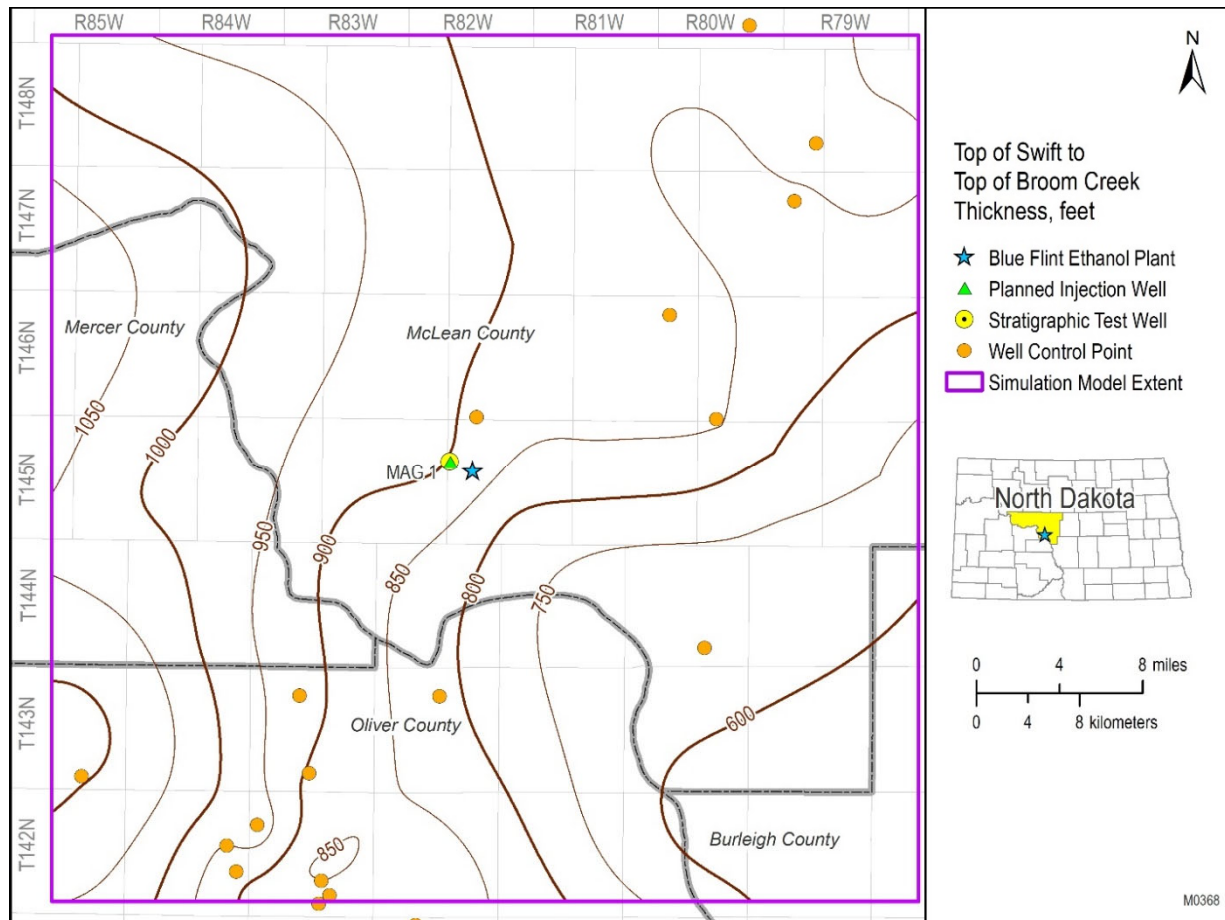 R85W R84W R83W R82W R81W R80W R79W
T148N
T147N
T146N
T145N
T144N
T143N
T142N
Mercer County
McLean County
Oliver County
Burleigh County
MAG 1
1050
1000
950
900
850
800
750
600
850
N
Top of Swift to
Top of Broom Creek
Thickness, feet
Blue Flint Ethanol Plant
Planned Injection Well
Stratigraphic Test Well
Well Control Point
Simulation Model Extent
North Dakota
0 4 8 miles
0 4 8 kilometers
M0368